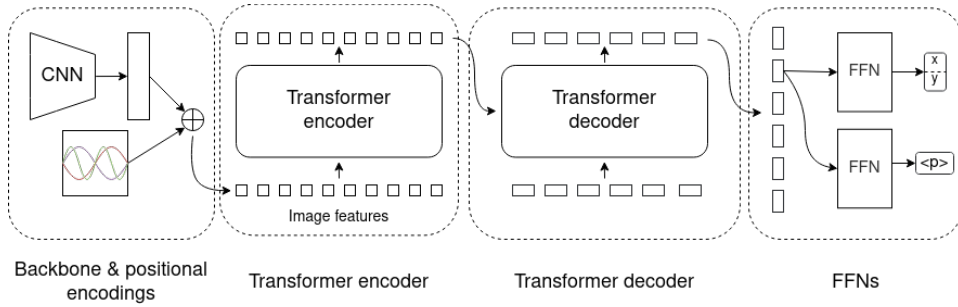 CNN
Transformer
encoder
Image features
Transformer
decoder
FFN
x
y
FFN
<p>
Backbone & positional
encodings
Transformer encoder
Transformer decoder
FFNs